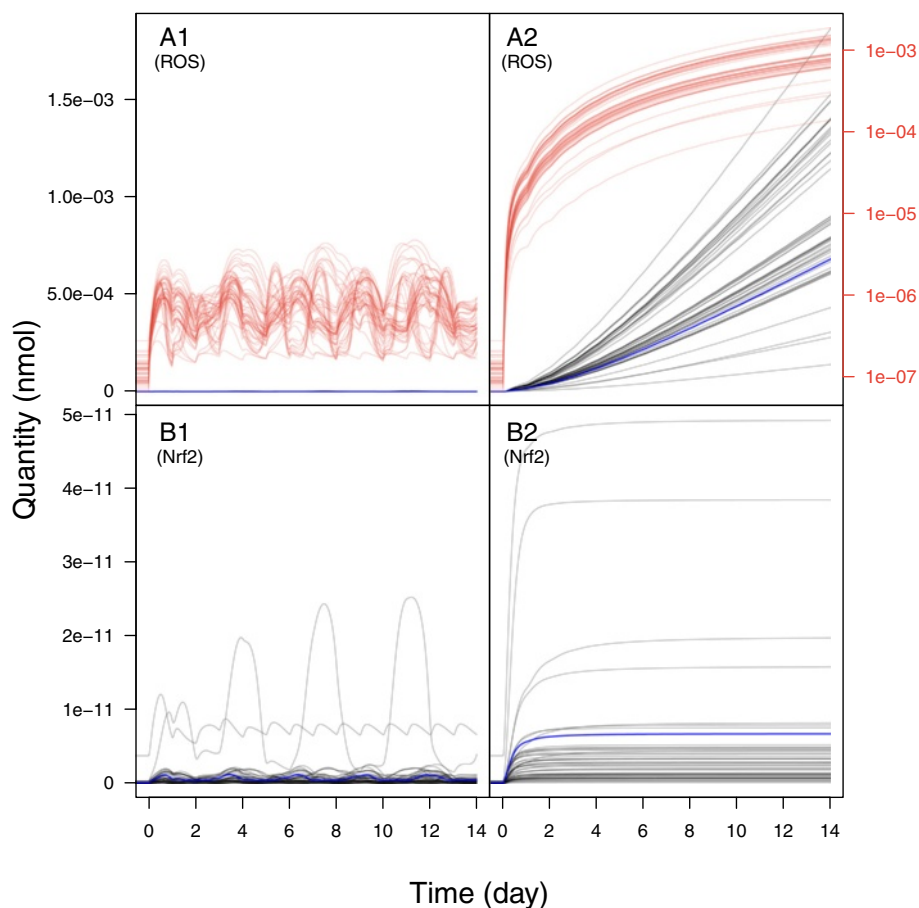 A1
(ROS)
A2
(ROS)
1.5e−03
1.0e−03
5.0e−04
0
1e−03
1e−04
1e−05
1e−06
1e−07
Quantity (nmol)
B1
(Nrf2)
B2
(Nrf2)
5e−11
4e−11
3e−11
2e−11
1e−11
0
0 2 4 6 8 10 12 14
0 2 4 6 8 10 12 14
Time (day)